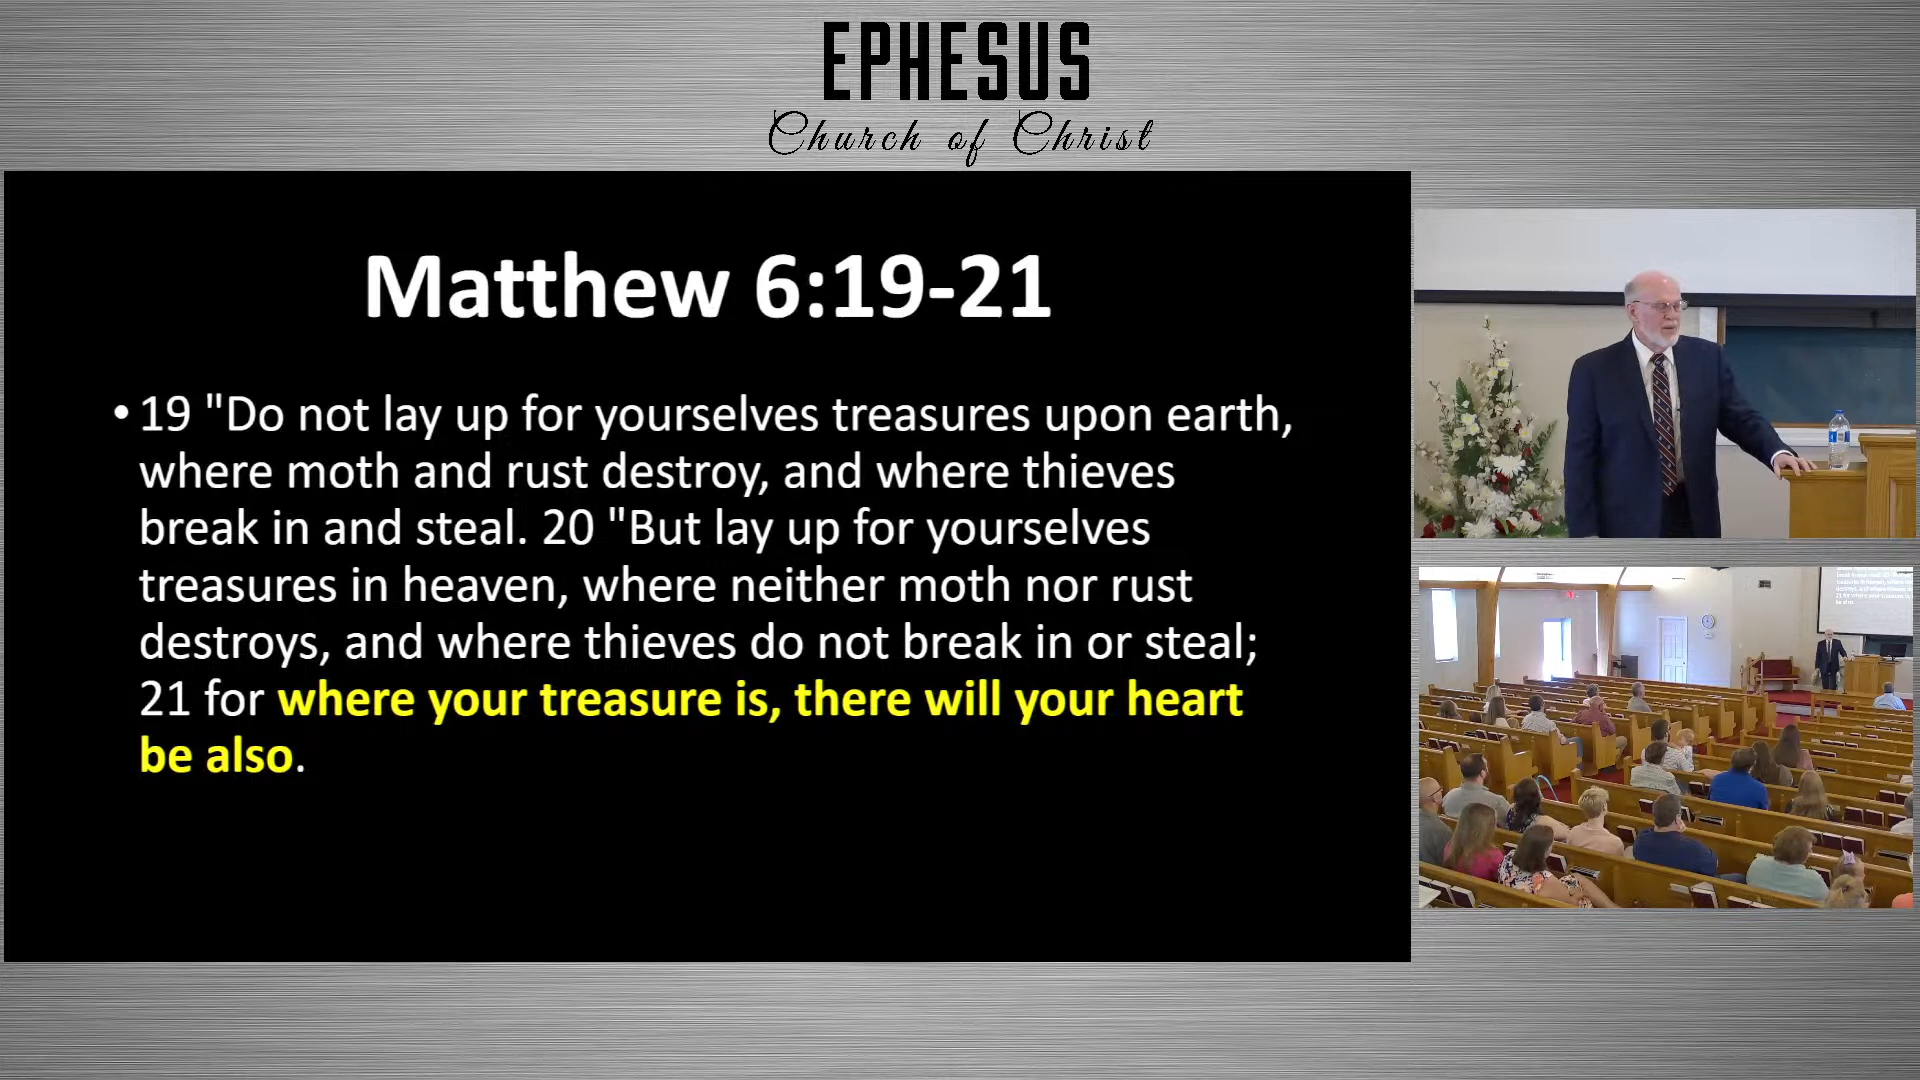 EPHESUS
Church of Christ
Matthew 6:19-21
• 19 "Do not lay up for yourselves treasures upon earth,
where moth and rust destroy, and where thieves
break in and steal. 20 "But lay up for yourselves
treasures in heaven, where neither moth nor rust
destroys, and where thieves do not break in or steal;
21 for where your treasure is, there will your heart
be also.